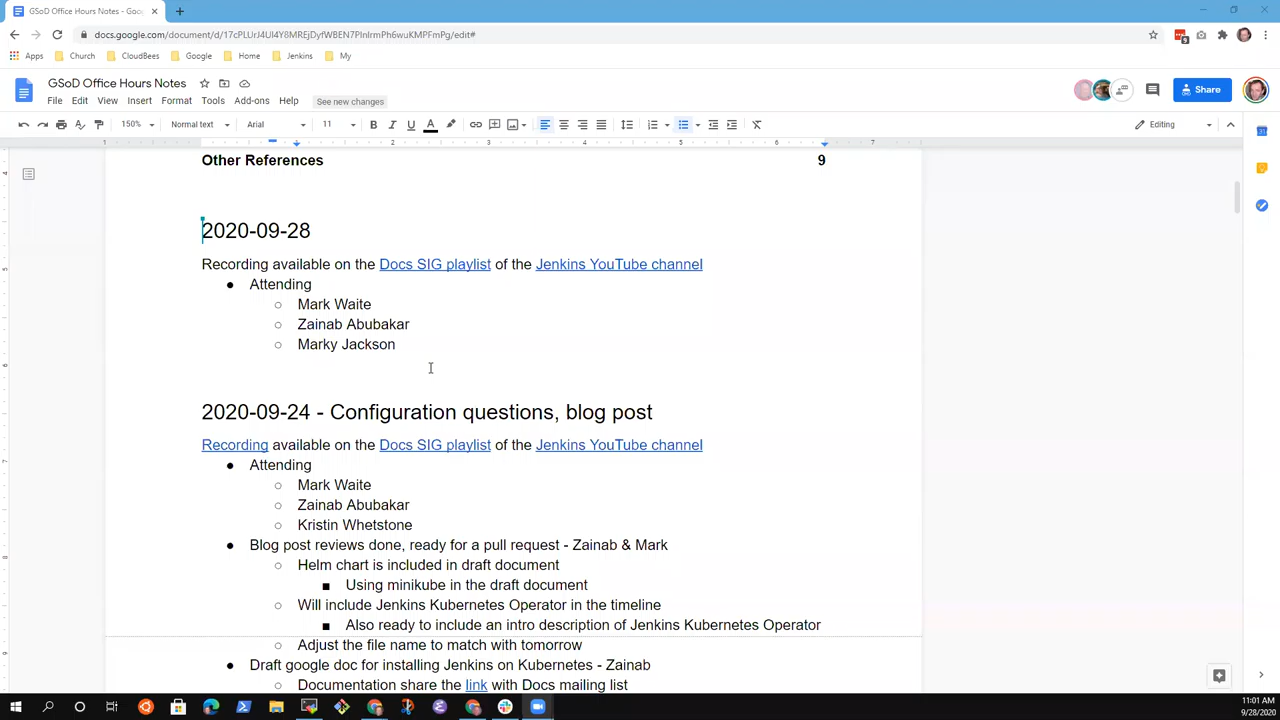 GSoD Office Hours Notes - Goo
docs.google.com/document/d/17cPLUrJ4Ul4Y8MREjDyfWBEN7PInIrmPh6wuKMPFmPg/edit#
Apps Church CloudBees Google Home Jenkins My
GSoD Office Hours Notes
File Edit View Insert Format Tools Add-ons Help See new changes
Share
150% Normal text Arial 11 Editing
1 2 3 4 5 6 7
Other References 9
2020-09-28
Recording available on the Docs SIG playlist of the Jenkins YouTube channel
● Attending
○ Mark Waite
○ Zainab Abubakar
○ Marky Jackson
2020-09-24 - Configuration questions, blog post
Recording available on the Docs SIG playlist of the Jenkins YouTube channel
● Attending
○ Mark Waite
○ Zainab Abubakar
○ Kristin Whetstone
● Blog post reviews done, ready for a pull request - Zainab & Mark
○ Helm chart is included in draft document
■ Using minikube in the draft document
○ Will include Jenkins Kubernetes Operator in the timeline
■ Also ready to include an intro description of Jenkins Kubernetes Operator
○ Adjust the file name to match with tomorrow
● Draft google doc for installing Jenkins on Kubernetes - Zainab
○ Documentation share the link with Docs mailing list
11:01 AM
9/28/2020